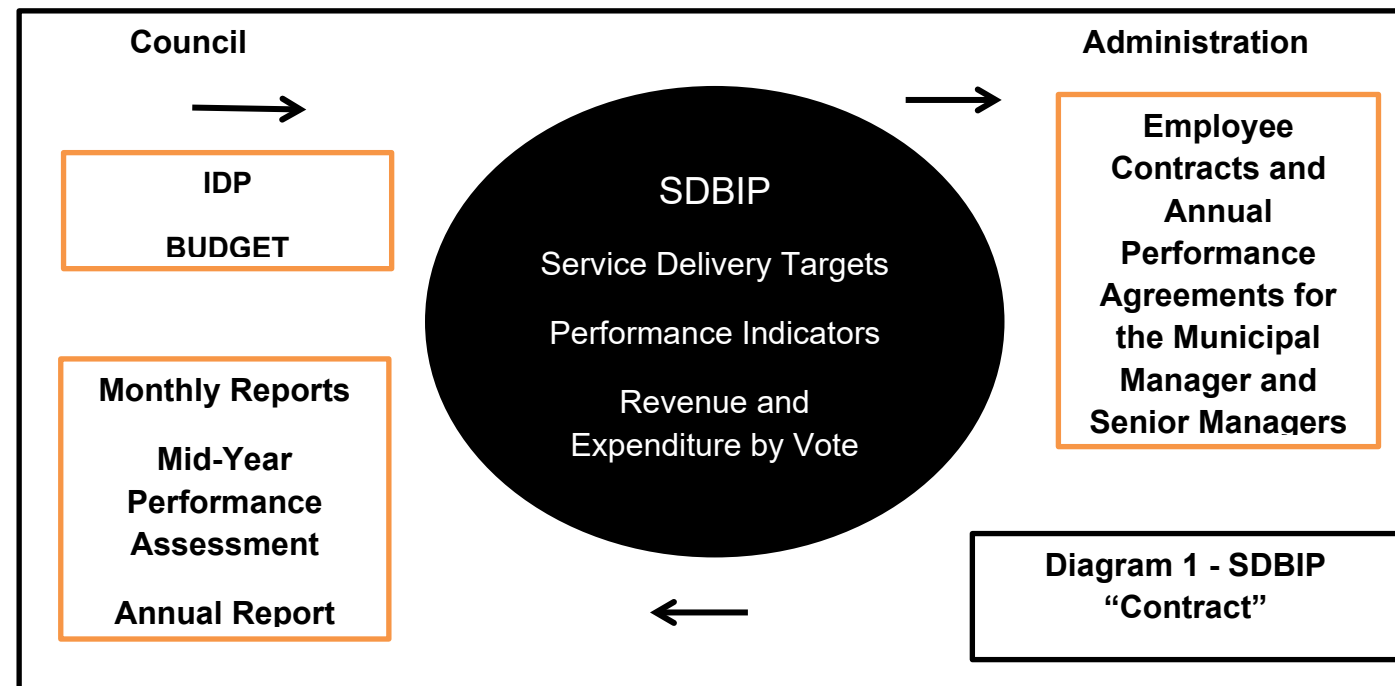 Council
Administration
IDP
BUDGET
Monthly Reports
Mid-Year
Performance
Assessment
Annual Report
SDBIP
Service Delivery Targets
Performance Indicators
Revenue and
Expenditure by Vote
Employee
Contracts and
Annual
Performance
Agreements for
the Municipal
Manager and
Senior Managers
Diagram 1 - SDBIP
“Contract”